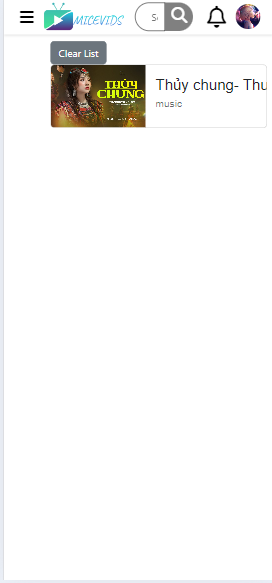 MICEVIDS
Clear List
THỦY
CHUNG
Thủy chung- Thu
music